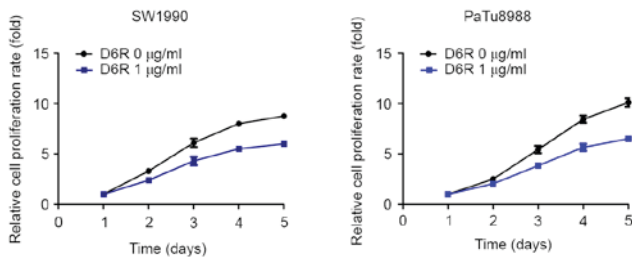 SW1990
Relative cell proliferation rate (fold)
15
10
5
0
D6R 0 μg/ml
D6R 1 μg/ml
0 1 2 3 4 5
Time (days)
PaTu8988
Relative cell proliferation rate (fold)
15
10
5
0
D6R 0 μg/ml
D6R 1 μg/ml
0 1 2 3 4 5
Time (days)